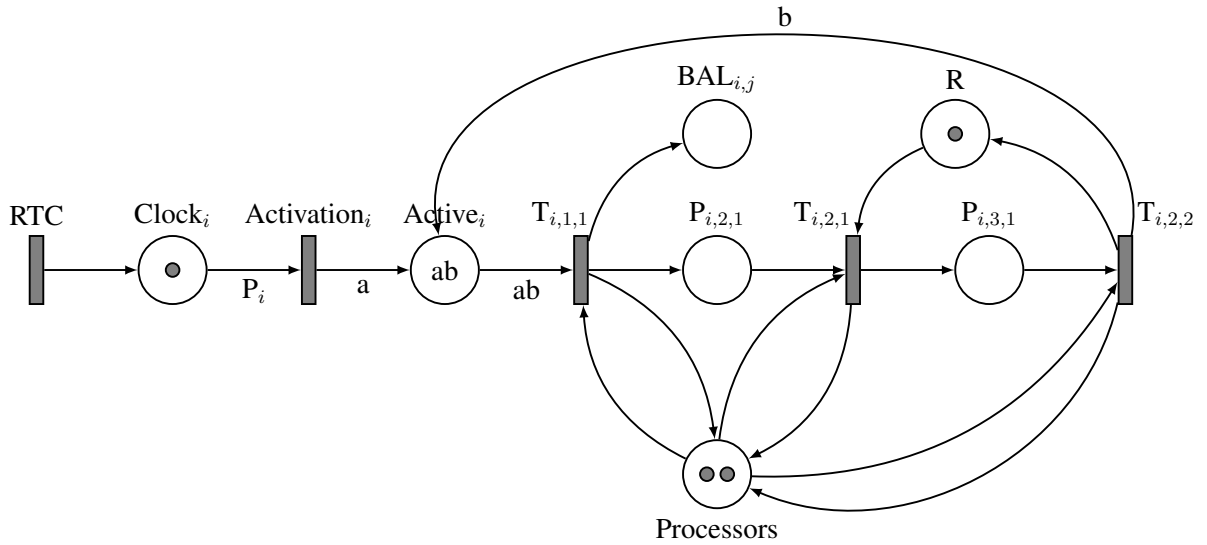 b
BAL_{i,j}
R
RTC
Clock_i
Activation_i
Active_i
T_{i,1,1}
P_{i,2,1}
T_{i,2,1}
P_{i,3,1}
T_{i,2,2}
ab
P_i
a
ab
Processors